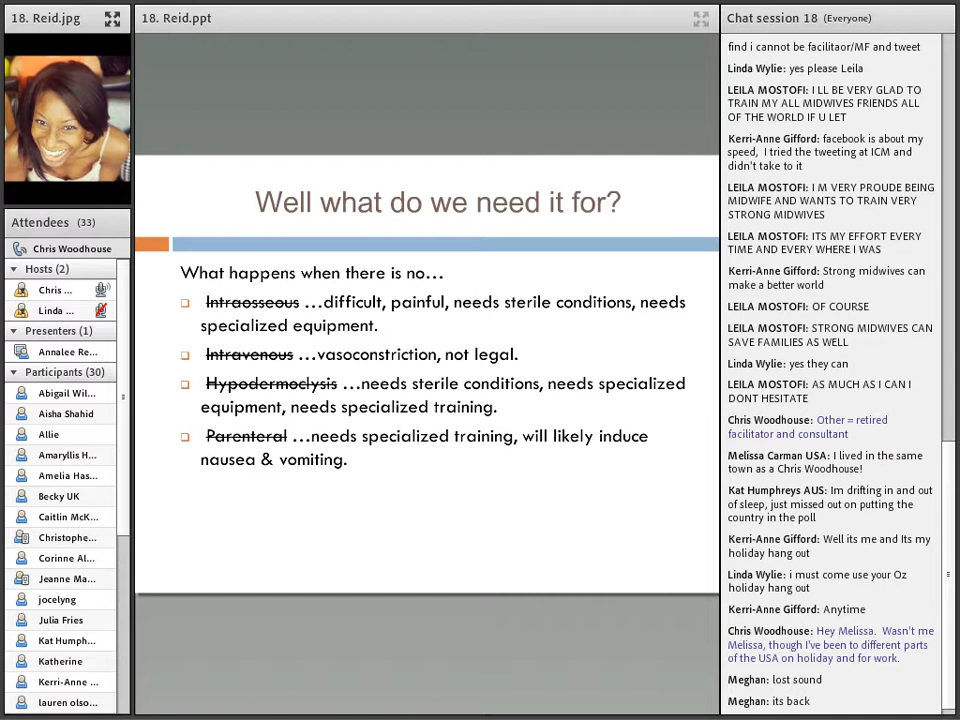 18. Reid.jpg
Attendees (33)
Chris Woodhouse
Hosts (2)
Chris ...
Linda ...
Presenters (1)
Annalee Re...
Participants (30)
Abigail Wil...
Aisha Shahid
Allie
Amaryllis H...
Amelia Has...
Becky UK
Caitlin McK...
Christophe...
Corinne Al...
Jeanne Ma...
jocelyng
Julia Fries
Kat Humph...
Katherine
Kerri-Anne ...
lauren olso...
18. Reid.ppt
Well what do we need it for?
What happens when there is no...
Intraosseous ...difficult, painful, needs sterile conditions, needs
specialized equipment.
Intravenous ...vasoconstriction, not legal.
Hypodermoclysis ...needs sterile conditions, needs specialized
equipment, needs specialized training.
Parenteral ...needs specialized training, will likely induce
nausea & vomiting.
Chat session 18 (Everyone)
find i cannot be facilitaor/MF and tweet
Linda Wylie: yes please Leila
LEILA MOSTOFI: I LL BE VERY GLAD TO
TRAIN MY ALL MIDWIVES FRIENDS ALL
OF THE WORLD IF U LET
Kerri-Anne Gifford: facebook is about my
speed, I tried the tweeting at ICM and
didn't take to it
LEILA MOSTOFI: I M VERY PROUDE BEING
MIDWIFE AND WANTS TO TRAIN VERY
STRONG MIDWIVES
LEILA MOSTOFI: ITS MY EFFORT EVERY
TIME AND EVERY WHERE I WAS
Kerri-Anne Gifford: Strong midwives can
make a better world
LEILA MOSTOFI: OF COURSE
LEILA MOSTOFI: STRONG MIDWIVES CAN
SAVE FAMILIES AS WELL
Linda Wylie: yes they can
LEILA MOSTOFI: AS MUCH AS I CAN I
DONT HESITATE
Chris Woodhouse: Other = retired
facilitator and consultant
Melissa Carman USA: I lived in the same
town as a Chris Woodhouse!
Kat Humphreys AUS: Im drifting in and out
of sleep, just missed out on putting the
country in the poll
Kerri-Anne Gifford: Well its me and Its my
holiday hang out
Linda Wylie: i must come use your Oz
holiday hang out
Kerri-Anne Gifford: Anytime
Chris Woodhouse: Hey Melissa. Wasn't me
Melissa, though I've been to different parts
of the USA on holiday and for work.
Meghan: lost sound
Meghan: its back